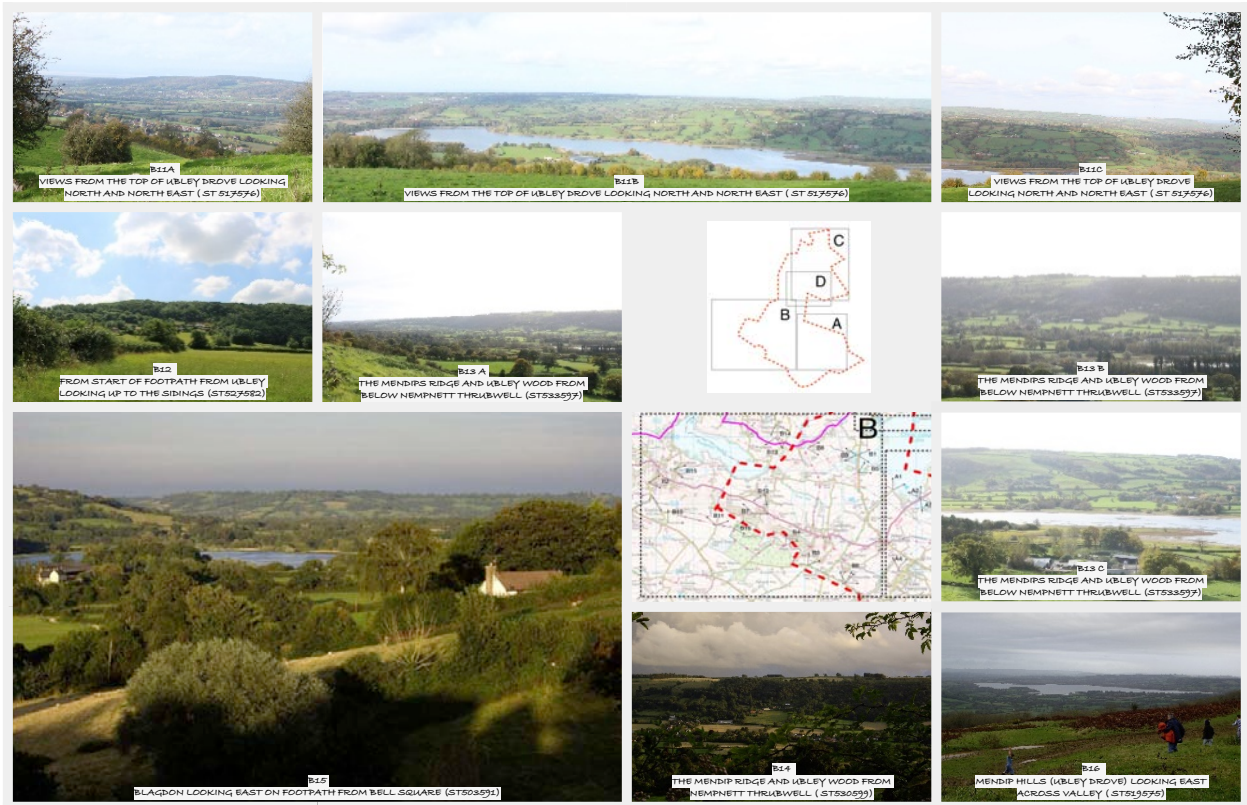 B11A
VIEWS FROM THE TOP OF UBLEY DROVE LOOKING
NORTH AND NORTH EAST ( ST 517576)
B11B
VIEWS FROM THE TOP OF UBLEY DROVE LOOKING NORTH AND NORTH EAST ( ST 517576)
B11C
VIEWS FROM THE TOP OF UBLEY DROVE
LOOKING NORTH AND NORTH EAST ( ST 517576)
B12
FROM START OF FOOTPATH FROM UBLEY
LOOKING UP TO THE SIDINGS (ST527582)
B13 A
THE MENDIPS RIDGE AND UBLEY WOOD FROM
BELOW NEMPNETT THRUBWELL (ST533597)
C
D
B
A
B13 B
THE MENDIPS RIDGE AND UBLEY WOOD FROM
BELOW NEMPNETT THRUBWELL (ST533597)
B
B13 C
THE MENDIPS RIDGE AND UBLEY WOOD FROM
BELOW NEMPNETT THRUBWELL (ST533597)
B15
BLAGDON LOOKING EAST ON FOOTPATH FROM BELL SQUARE (ST503591)
B14
THE MENDIP RIDGE AND UBLEY WOOD FROM
NEMPNETT THRUBWELL ( ST530599)
B16
MENDIP HILLS (UBLEY DROVE) LOOKING EAST
ACROSS VALLEY ( ST519575)